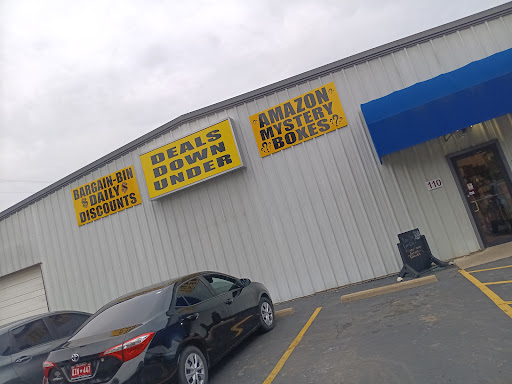 BARGAIN-BIN
$ DAILY $
DISCOUNTS
DEALS
DOWN
UNDER
? AMAZON ?
MYSTERY
? BOXES ?
110